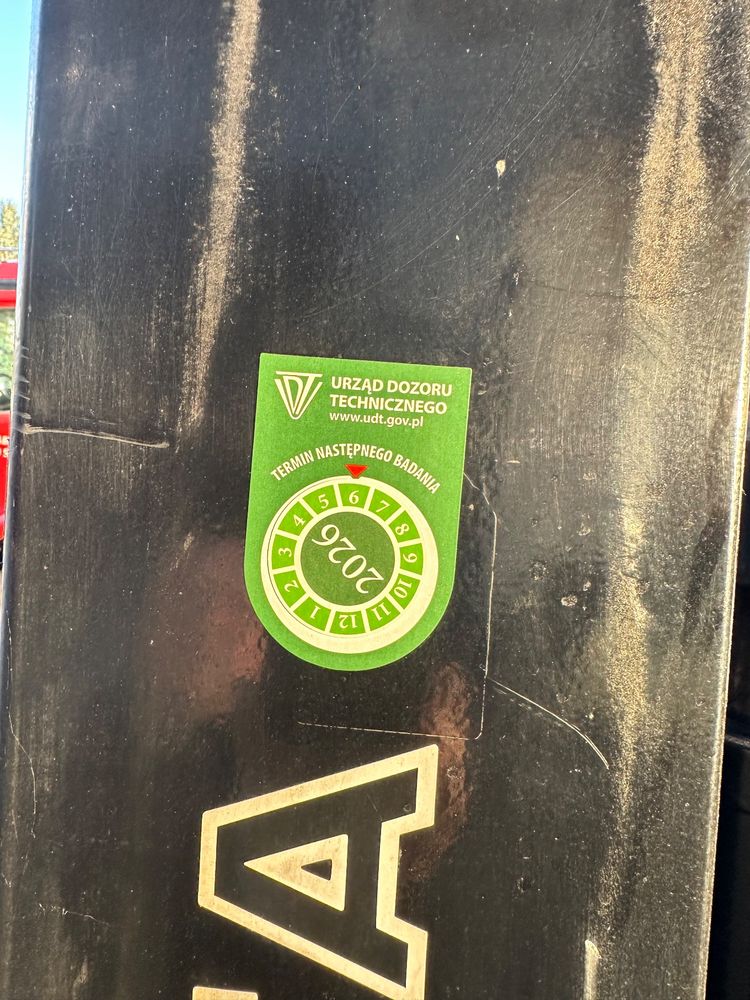 UDT
URZĄD DOZORU
TECHNICZNEGO
www.udt.gov.pl
TERMIN NASTĘPNEGO BADANIA
1 2 3 4 5 6 7 8 9 10 11 12
2026
A